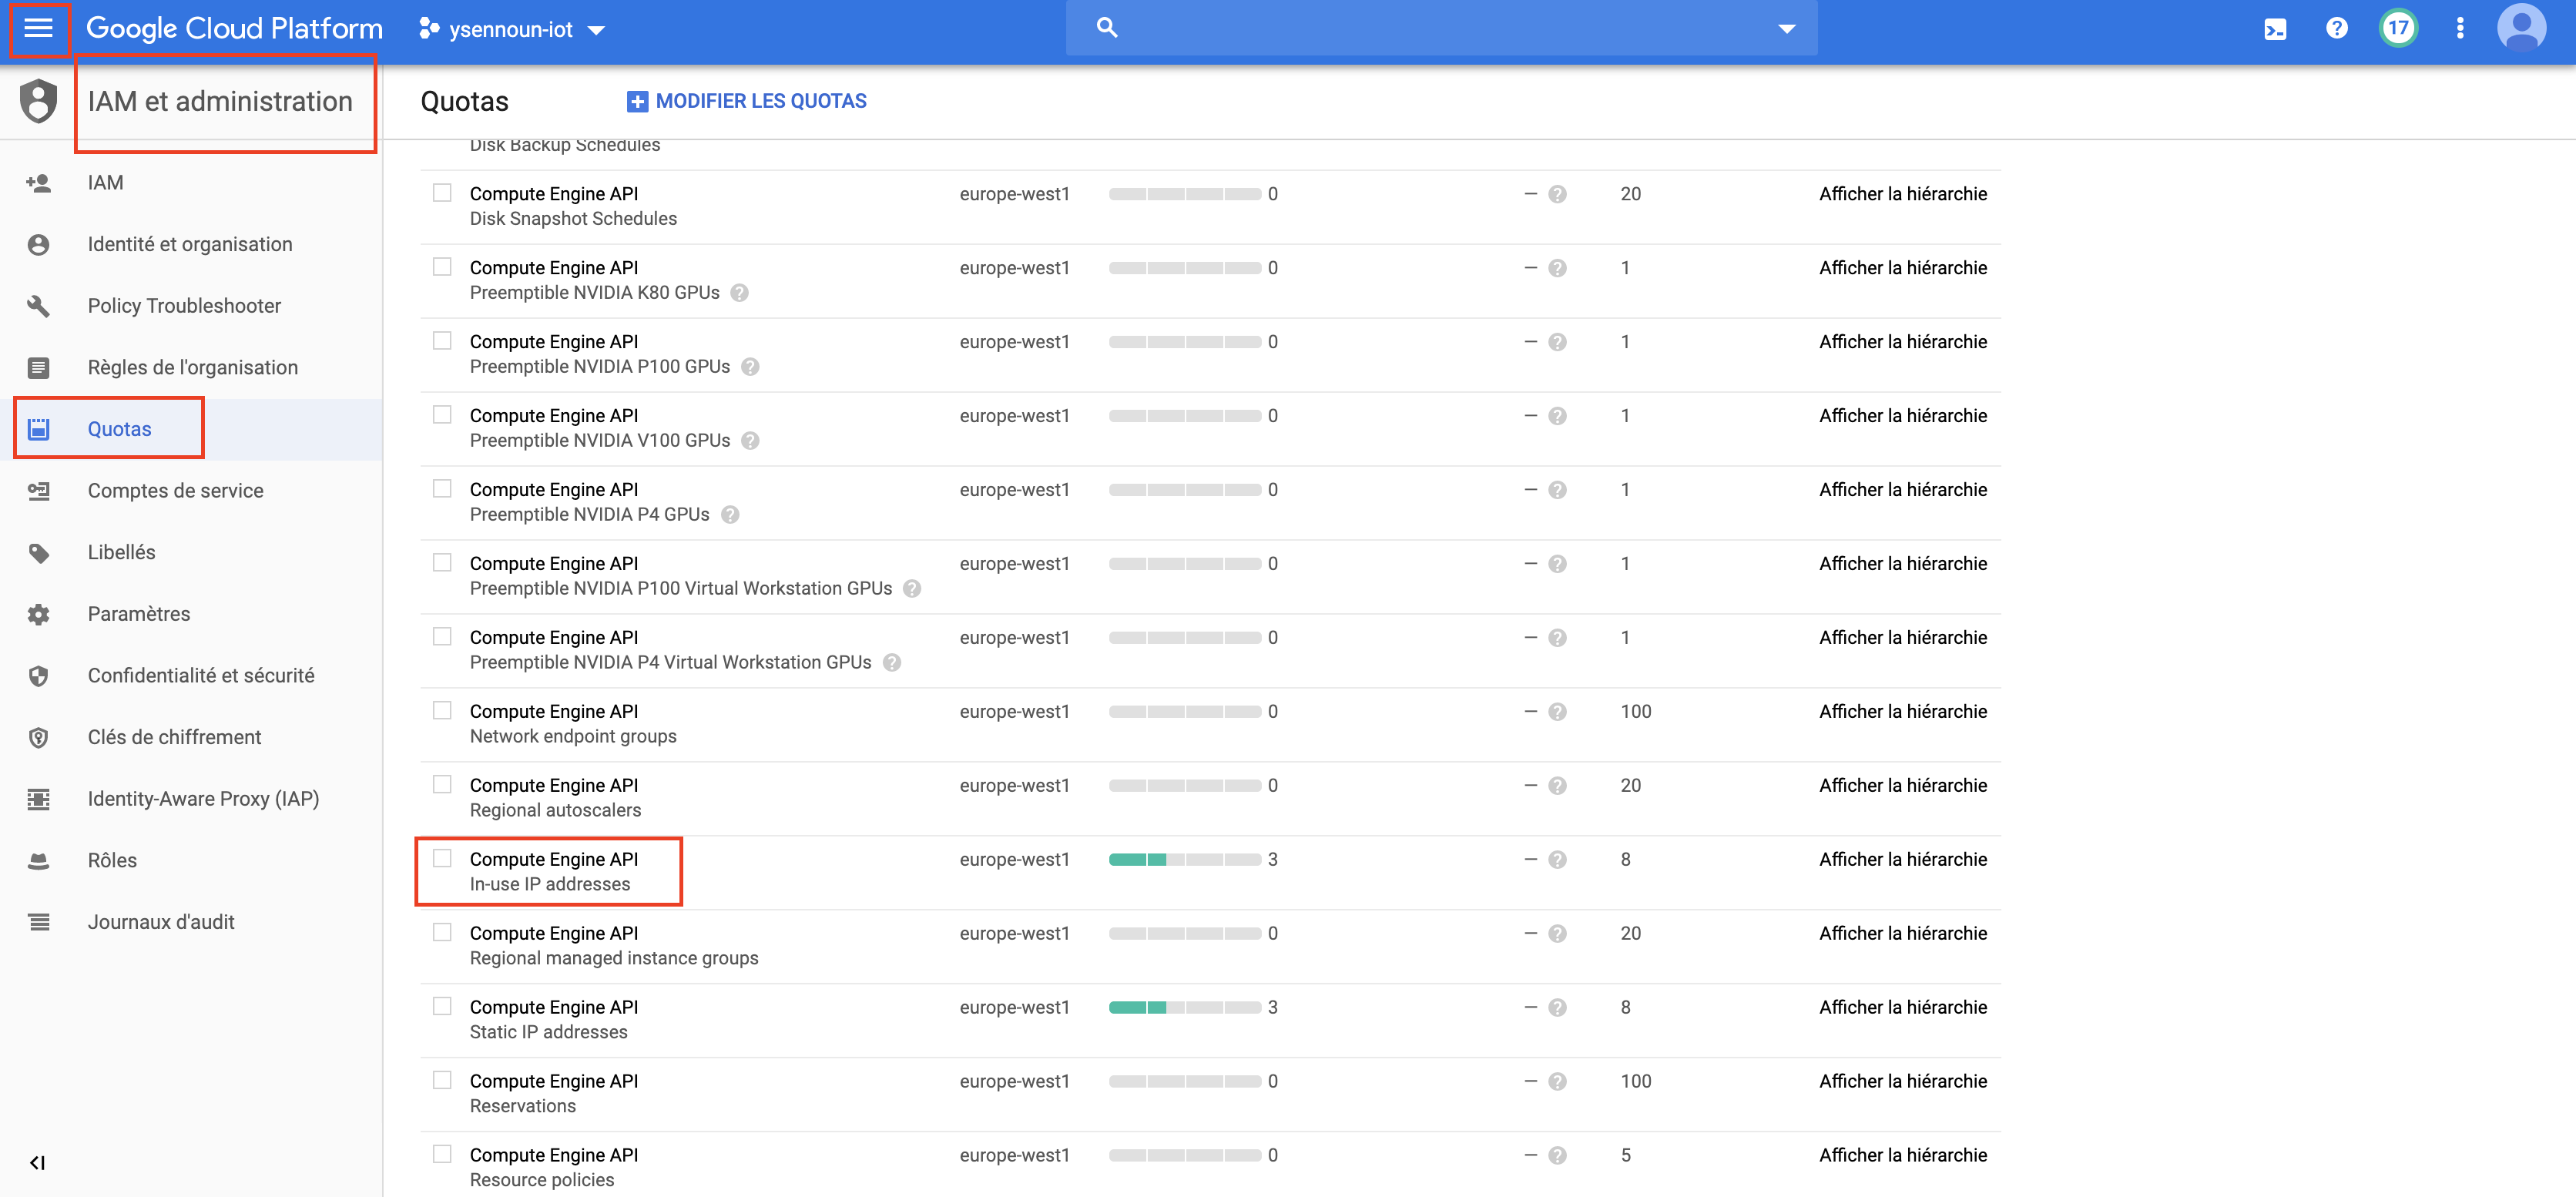 Google Cloud Platform
ysennoun-iot
17
IAM et administration
Quotas
MODIFIER LES QUOTAS
IAM
Identité et organisation
Policy Troubleshooter
Règles de l'organisation
Quotas
Comptes de service
Libellés
Paramètres
Confidentialité et sécurité
Clés de chiffrement
Identity-Aware Proxy (IAP)
Rôles
Journaux d'audit
Disk Backup Schedules
Compute Engine API europe-west1 0 — 20 Afficher la hiérarchie
Disk Snapshot Schedules
Compute Engine API europe-west1 0 — 1 Afficher la hiérarchie
Preemptible NVIDIA K80 GPUs
Compute Engine API europe-west1 0 — 1 Afficher la hiérarchie
Preemptible NVIDIA P100 GPUs
Compute Engine API europe-west1 0 — 1 Afficher la hiérarchie
Preemptible NVIDIA V100 GPUs
Compute Engine API europe-west1 0 — 1 Afficher la hiérarchie
Preemptible NVIDIA P4 GPUs
Compute Engine API europe-west1 0 — 1 Afficher la hiérarchie
Preemptible NVIDIA P100 Virtual Workstation GPUs
Compute Engine API europe-west1 0 — 1 Afficher la hiérarchie
Preemptible NVIDIA P4 Virtual Workstation GPUs
Compute Engine API europe-west1 0 — 100 Afficher la hiérarchie
Network endpoint groups
Compute Engine API europe-west1 0 — 20 Afficher la hiérarchie
Regional autoscalers
Compute Engine API europe-west1 3 — 8 Afficher la hiérarchie
In-use IP addresses
Compute Engine API europe-west1 0 — 20 Afficher la hiérarchie
Regional managed instance groups
Compute Engine API europe-west1 3 — 8 Afficher la hiérarchie
Static IP addresses
Compute Engine API europe-west1 0 — 100 Afficher la hiérarchie
Reservations
Compute Engine API europe-west1 0 — 5 Afficher la hiérarchie
Resource policies